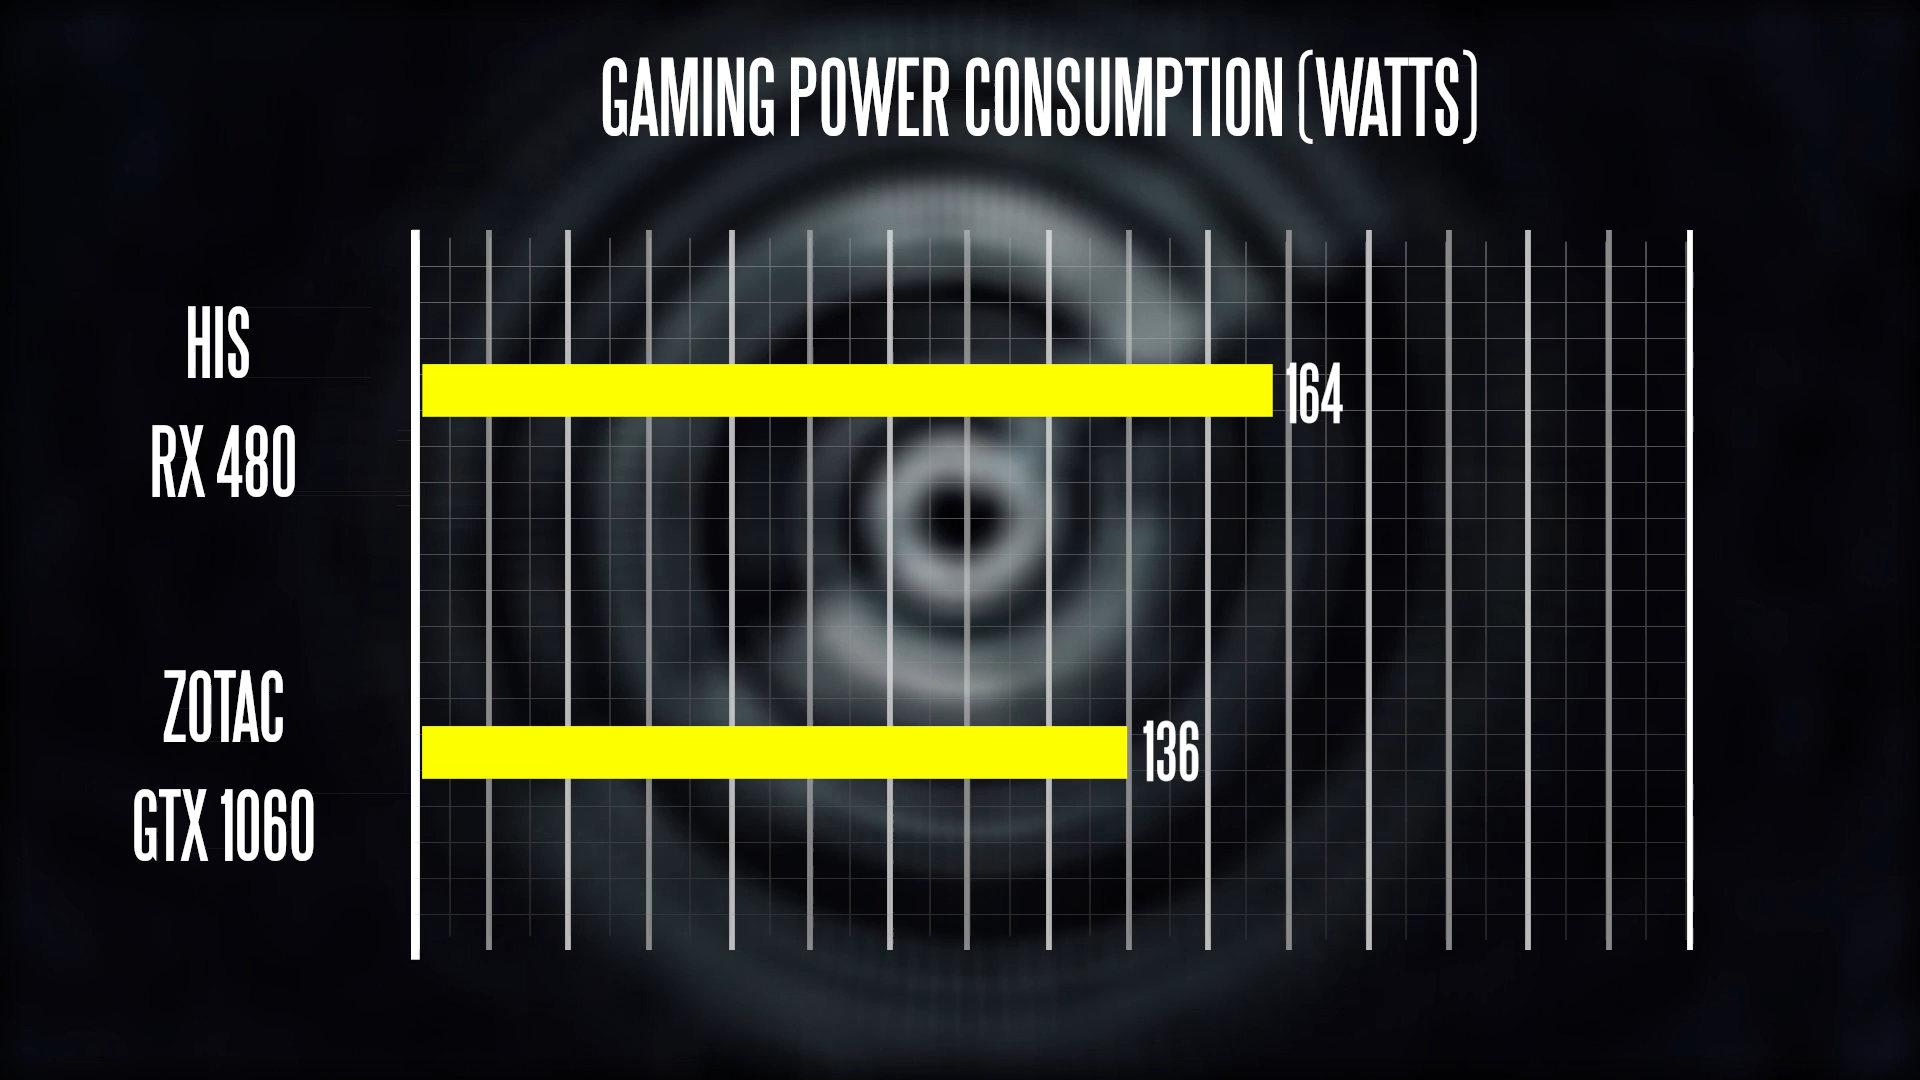 GAMING POWER CONSUMPTION (WATTS)
HIS
RX 480
164
ZOTAC
GTX 1060
136